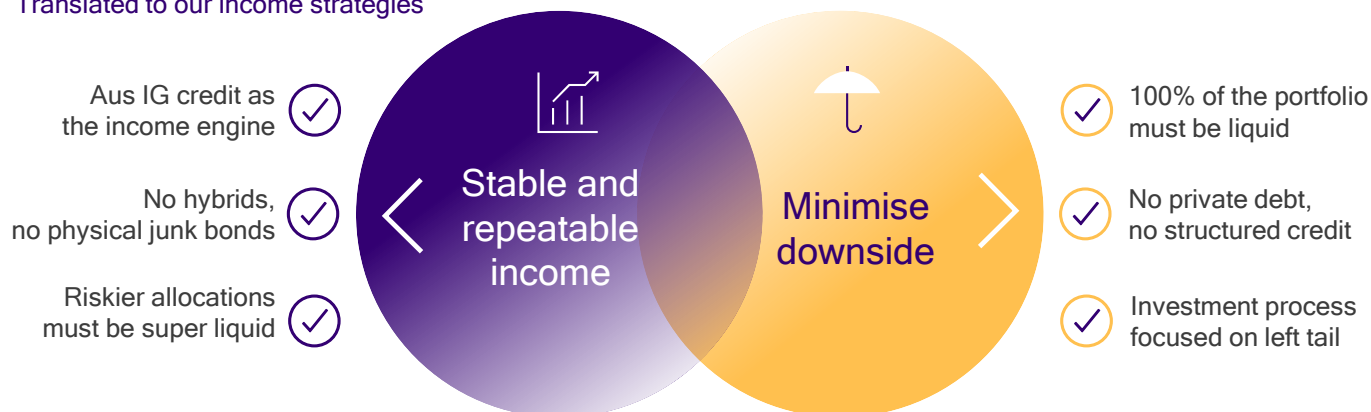 Translated to our income strategies
Aus IG credit as
the income engine
No hybrids,
no physical junk bonds
Riskier allocations
must be super liquid
Stable and
repeatable
income
Minimise
downside
100% of the portfolio
must be liquid
No private debt,
no structured credit
Investment process
focused on left tail